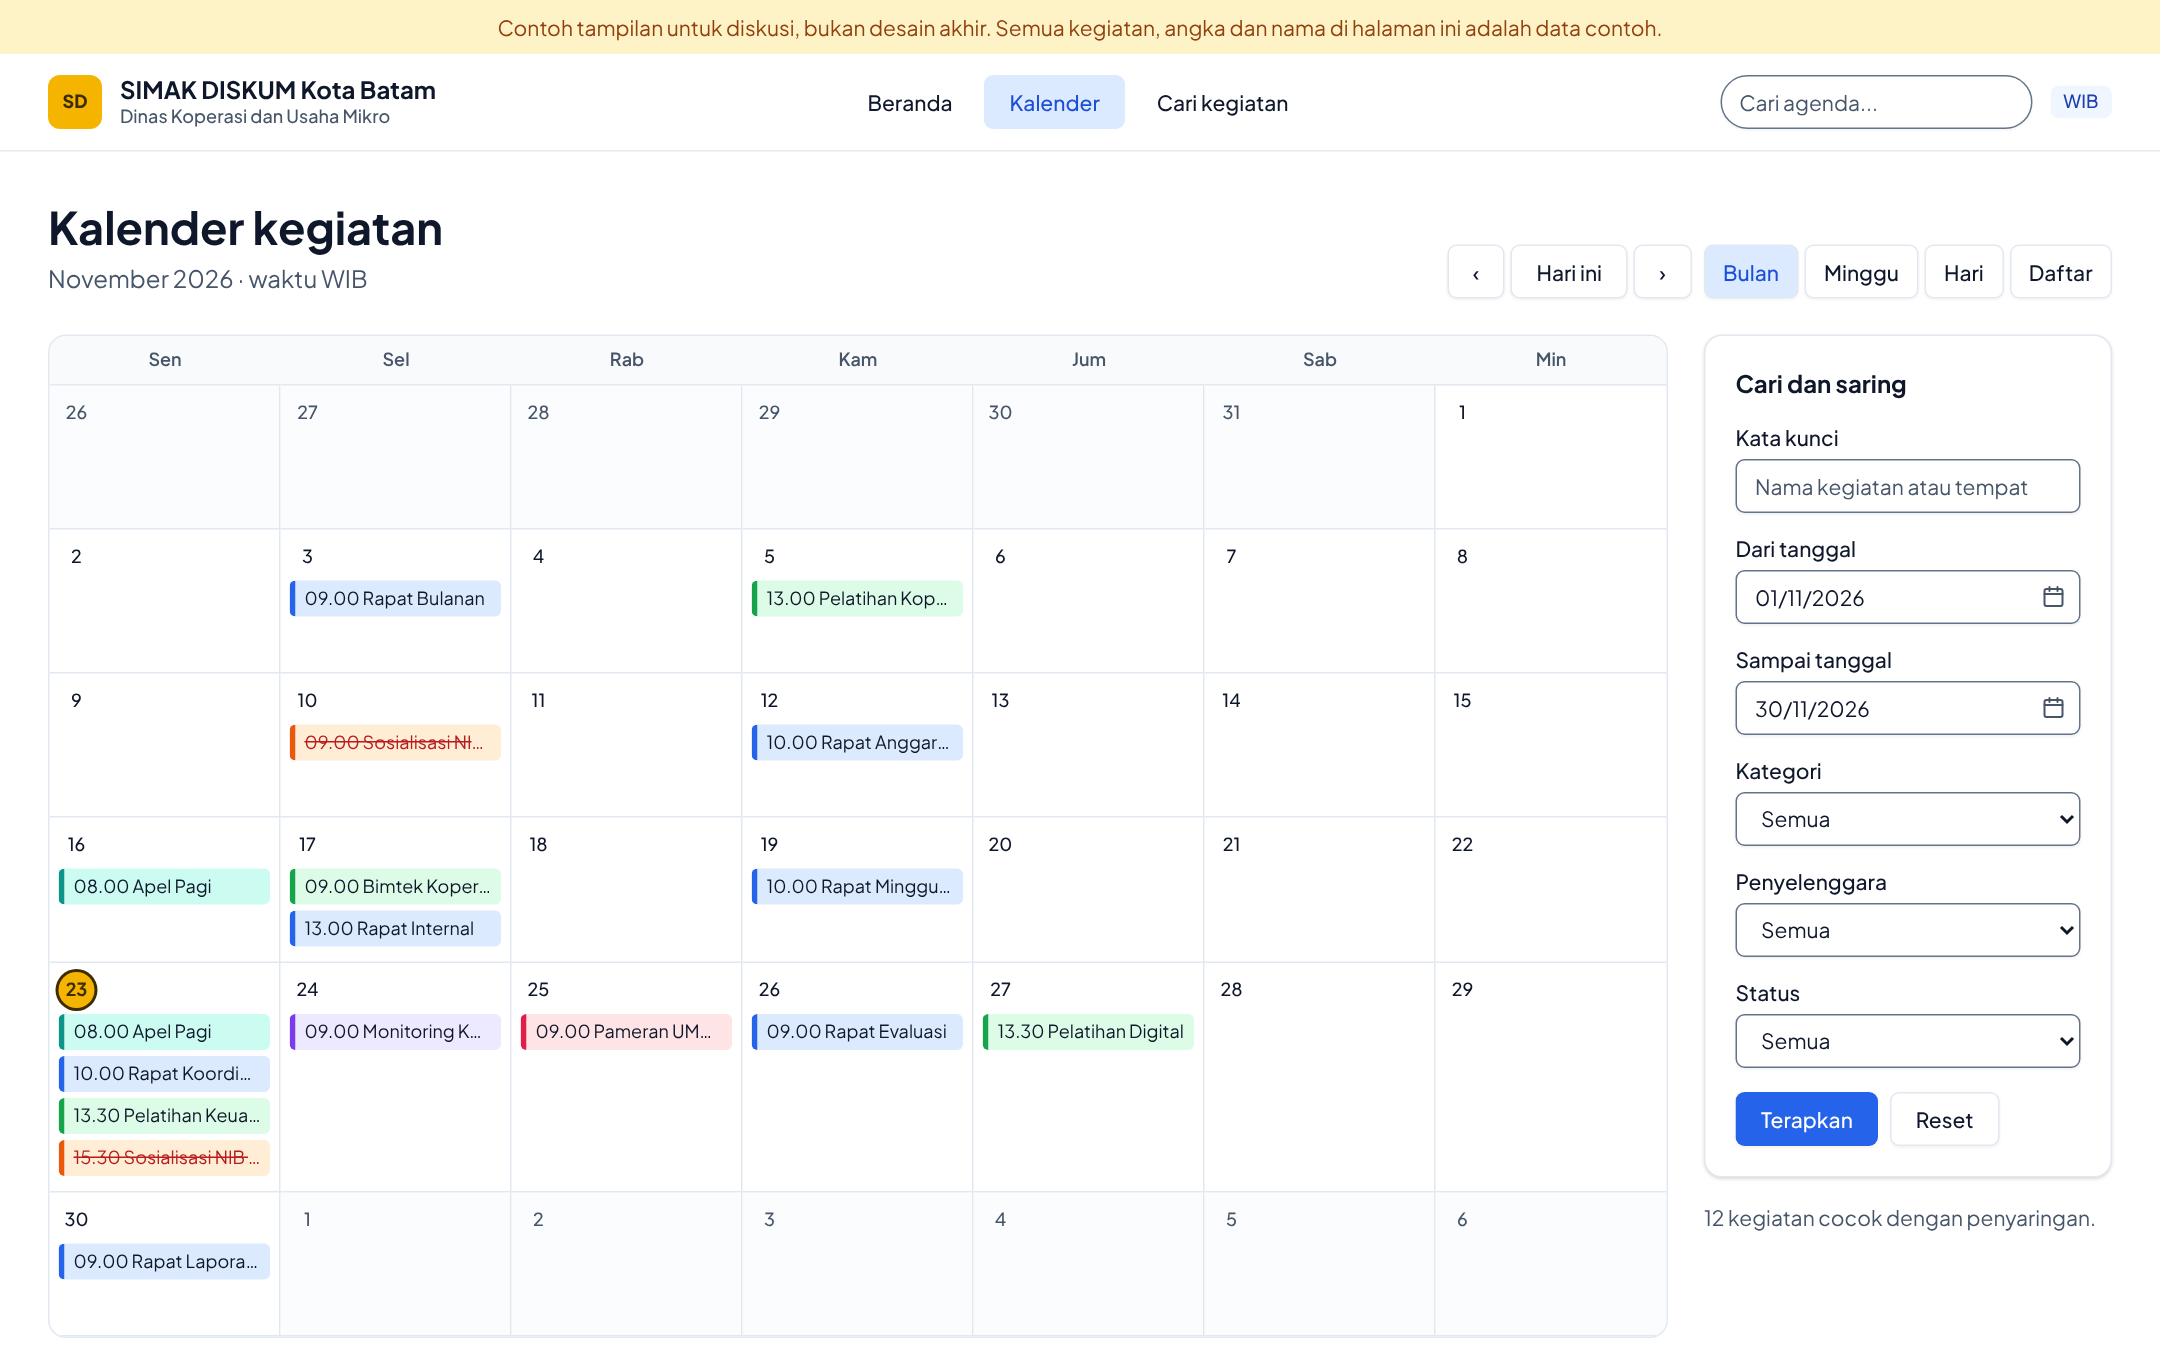 Contoh tampilan untuk diskusi, bukan desain akhir. Semua kegiatan, angka dan nama di halaman ini adalah data contoh.
SD
SIMAK DISKUM Kota Batam
Dinas Koperasi dan Usaha Mikro
Beranda
Kalender
Cari kegiatan
Cari agenda...
WIB
Kalender kegiatan
November 2026 · waktu WIB
‹
Hari ini
›
Bulan
Minggu
Hari
Daftar
Sen Sel Rab Kam Jum Sab Min
26 27 28 29 30 31 1
2 3 4 5 6 7 8
09.00 Rapat Bulanan
13.00 Pelatihan Kop...
9 10 11 12 13 14 15
09.00 Sosialisasi NI...
10.00 Rapat Anggar...
16 17 18 19 20 21 22
08.00 Apel Pagi
09.00 Bimtek Koper...
10.00 Rapat Minggu...
13.00 Rapat Internal
23 24 25 26 27 28 29
08.00 Apel Pagi
09.00 Monitoring K...
09.00 Pameran UM...
09.00 Rapat Evaluasi
13.30 Pelatihan Digital
10.00 Rapat Koordi...
13.30 Pelatihan Keua...
15.30 Sosialisasi NIB ...
30 1 2 3 4 5 6
09.00 Rapat Lapora...
Cari dan saring
Kata kunci
Nama kegiatan atau tempat
Dari tanggal
01/11/2026
Sampai tanggal
30/11/2026
Kategori
Semua
Penyelenggara
Semua
Status
Semua
Terapkan
Reset
12 kegiatan cocok dengan penyaringan.